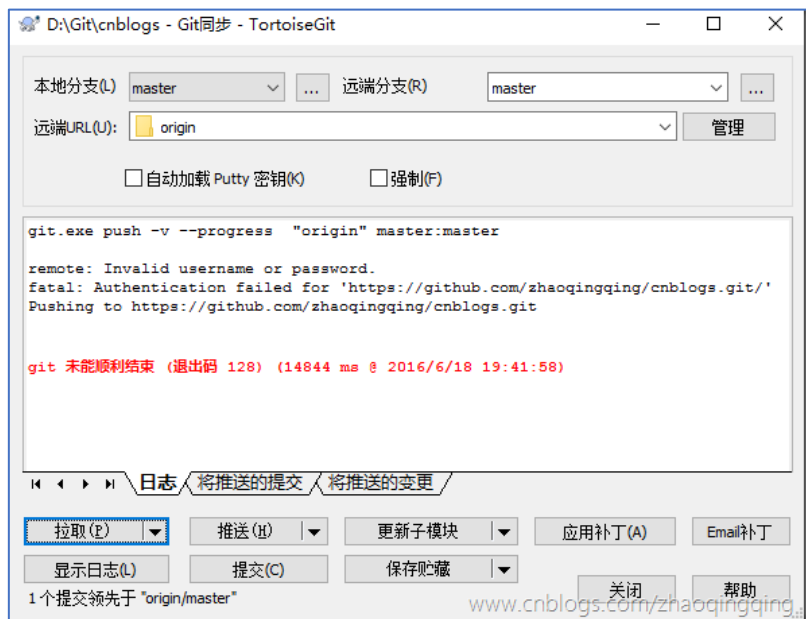 D:\Git\cnblogs - Git同步 - TortoiseGit
本地分支(L) master ... 远端分支(R) master ...
远端URL(U): origin 管理
自动加载 Putty 密钥(K) 强制(F)
git.exe push -v --progress "origin" master:master
remote: Invalid username or password.
fatal: Authentication failed for 'https://github.com/zhaoqingqing/cnblogs.git/'
Pushing to https://github.com/zhaoqingqing/cnblogs.git
git 未能顺利结束 (退出码 128) (14844 ms @ 2016/6/18 19:41:58)
日志 将推送的提交 将推送的变更
拉取(P) 推送(H) 更新子模块 应用补丁(A) Email补丁
显示日志(L) 提交(C) 保存贮藏
关闭 帮助
1 个提交领先于 "origin/master"
www.cnblogs.com/zhaoqingqing